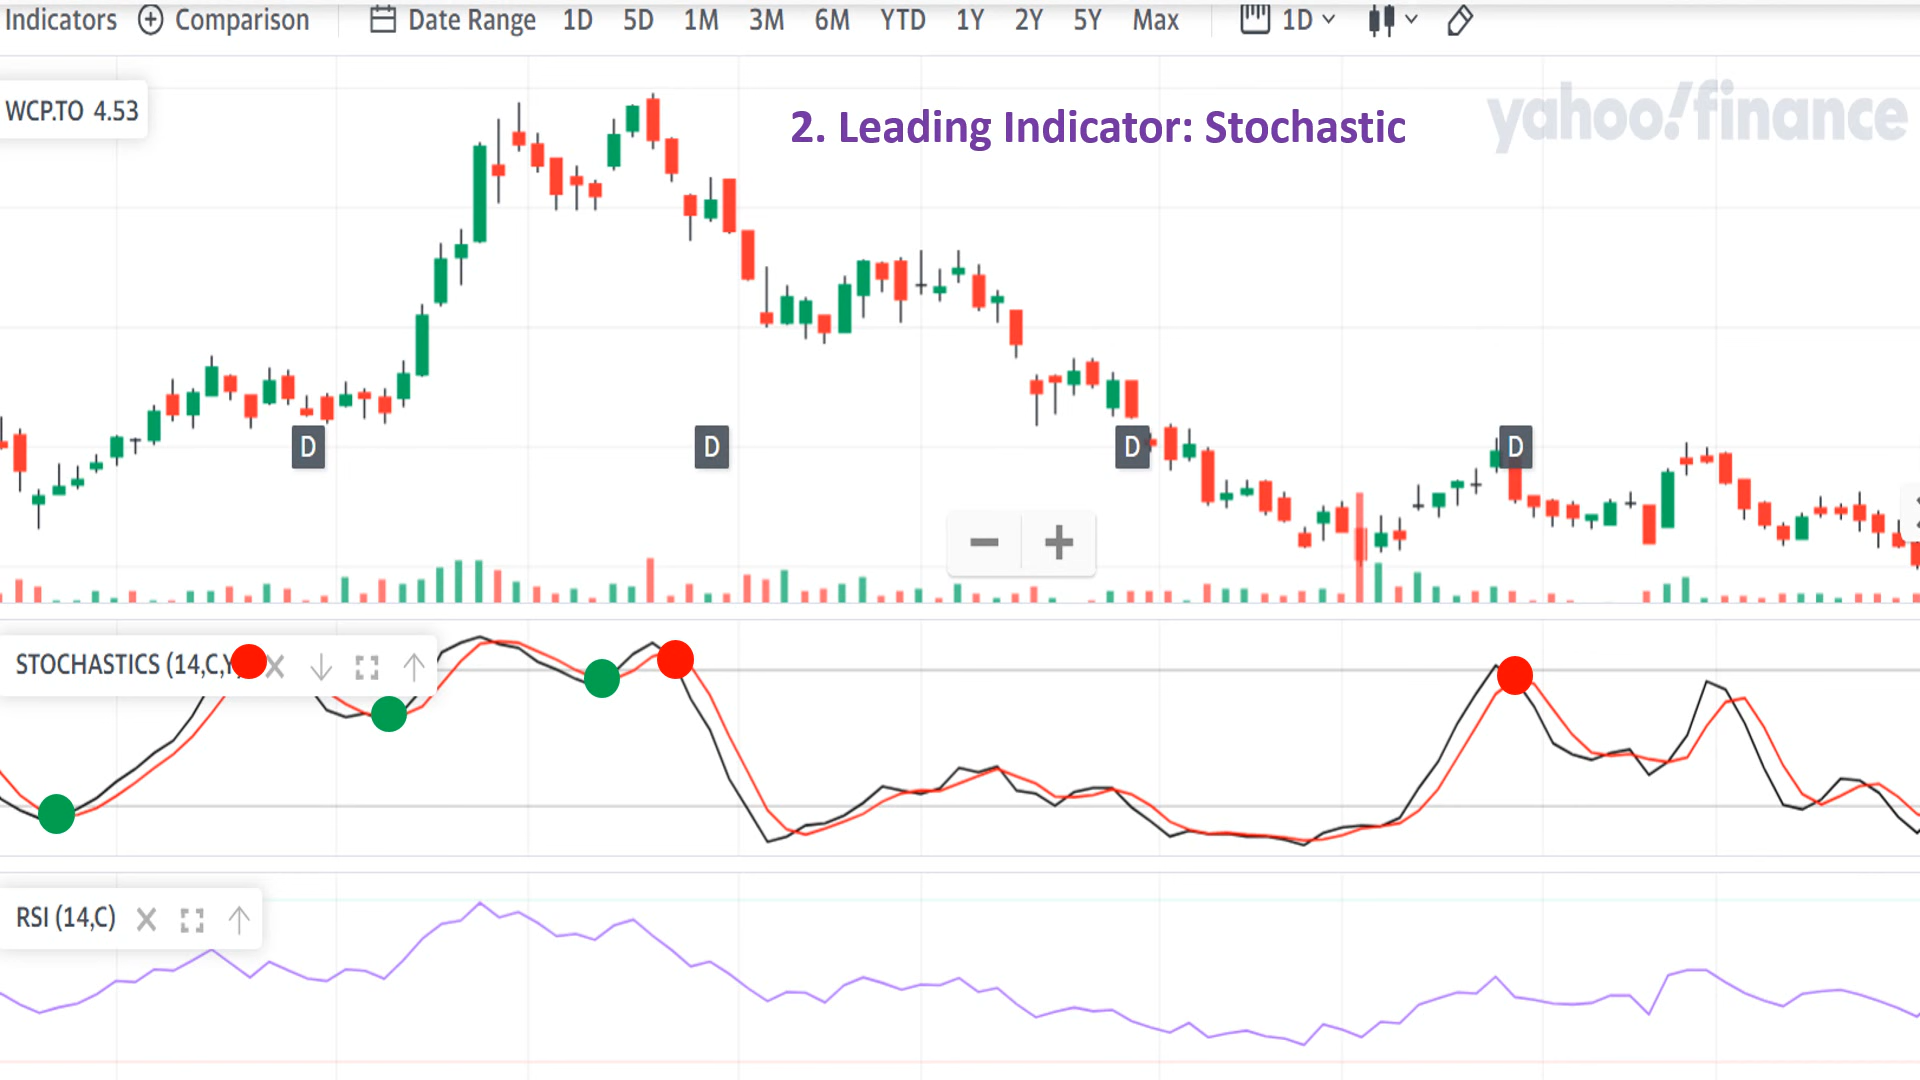 Indicators Comparison Date Range 1D 5D 1M 3M 6M YTD 1Y 2Y 5Y Max 1D
WCP.TO 4.53
2. Leading Indicator: Stochastic
yahoo!finance
D D D D
STOCHASTICS (14,C,Y)
RSI (14,C)